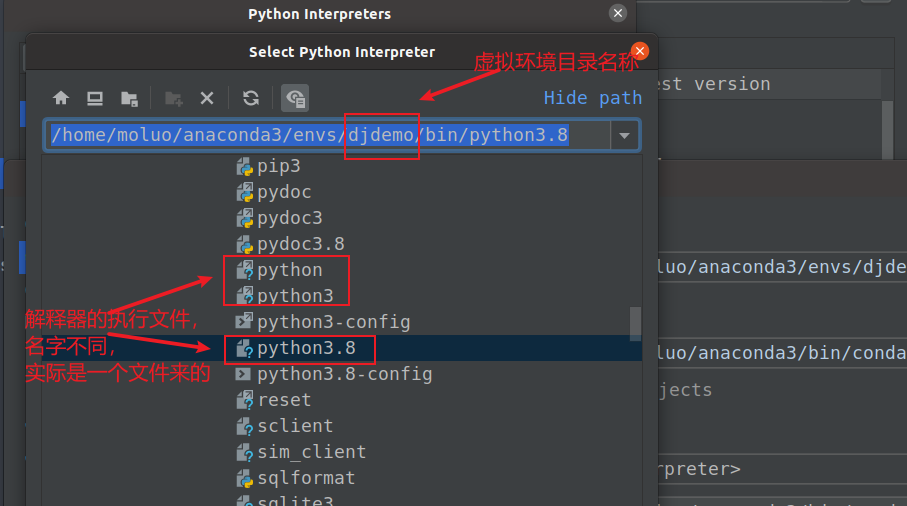 Python Interpreters
Select Python Interpreter
虚拟环境目录名称
est version
Hide path
/home/moluo/anaconda3/envs/djdemo/bin/python3.8
pip3
pydoc
pydoc3
pydoc3.8
python
luo/anaconda3/envs/djde
python3
解释器的执行文件，
python3-config
名字不同，
python3.8
luo/anaconda3/bin/conda
实际是一个文件来的
python3.8-config
jects
reset
sclient
sim_client
rpreter>
sqlformat
sqlite3